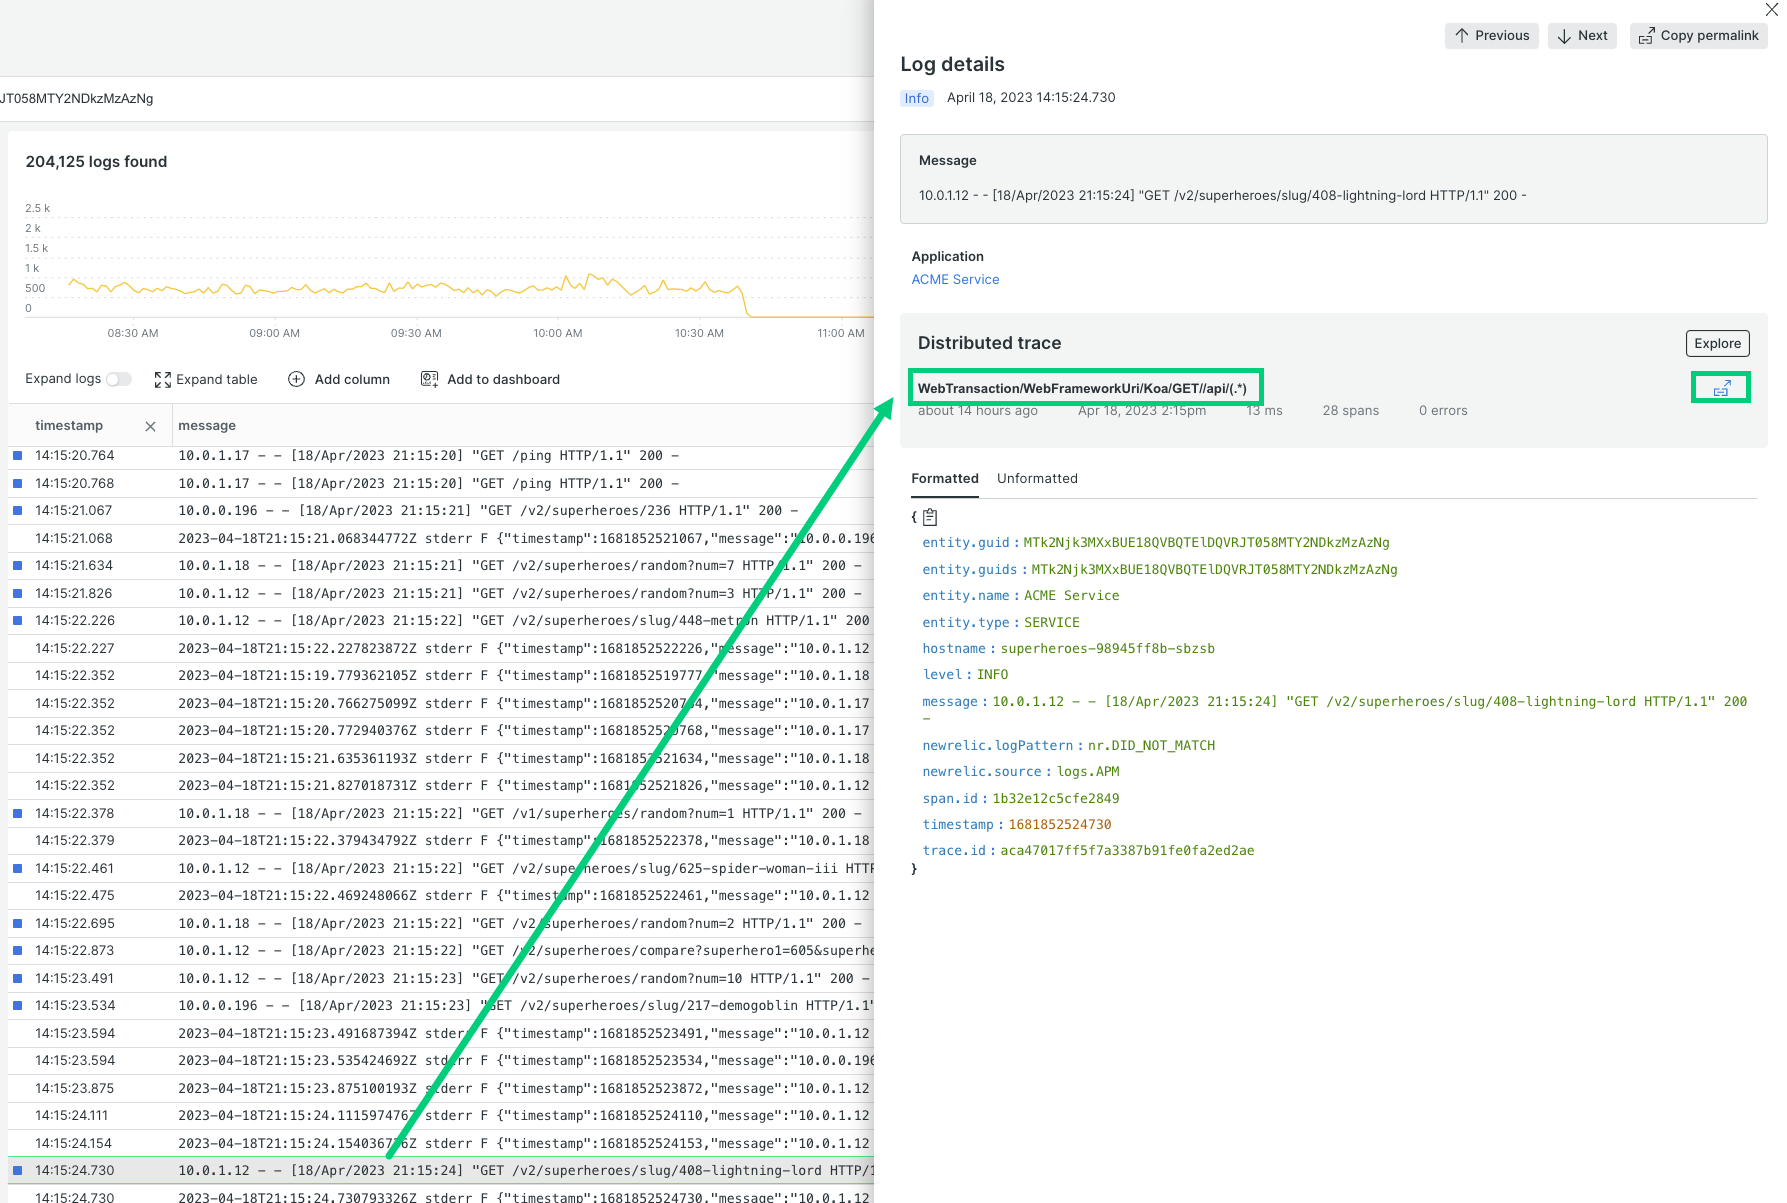 JT058MTY2NDkzMzAzNg
204,125 logs found
2.5 k
2 k
1.5 k
1 k
500
0
08:30 AM 09:00 AM 09:30 AM 10:00 AM 10:30 AM 11:00 AM
Expand logs Expand table Add column Add to dashboard
timestamp message
14:15:20.764 10.0.1.17 - - [18/Apr/2023 21:15:20] "GET /ping HTTP/1.1" 200 -
14:15:20.768 10.0.1.17 - - [18/Apr/2023 21:15:20] "GET /ping HTTP/1.1" 200 -
14:15:21.067 10.0.0.196 - - [18/Apr/2023 21:15:21] "GET /v2/superheroes/236 HTTP/1.1" 200 -
14:15:21.068 2023-04-18T21:15:21.068344772Z stderr F {"timestamp":1681852521067,"message":"10.0.0.196
14:15:21.634 10.0.1.18 - - [18/Apr/2023 21:15:21] "GET /v2/superheroes/random?num=7 HTTP/1.1" 200 -
14:15:21.826 10.0.1.12 - - [18/Apr/2023 21:15:21] "GET /v2/superheroes/random?num=3 HTTP/1.1" 200 -
14:15:22.226 10.0.1.12 - - [18/Apr/2023 21:15:22] "GET /v2/superheroes/slug/448-metron HTTP/1.1" 200
14:15:22.227 2023-04-18T21:15:22.227823872Z stderr F {"timestamp":1681852522226,"message":"10.0.1.12
14:15:22.352 2023-04-18T21:15:19.779362105Z stderr F {"timestamp":1681852519777,"message":"10.0.1.18
14:15:22.352 2023-04-18T21:15:20.766275099Z stderr F {"timestamp":1681852520764,"message":"10.0.1.17
14:15:22.352 2023-04-18T21:15:20.772940376Z stderr F {"timestamp":1681852520768,"message":"10.0.1.17
14:15:22.352 2023-04-18T21:15:21.635361193Z stderr F {"timestamp":1681852521634,"message":"10.0.1.18
14:15:22.352 2023-04-18T21:15:21.827018731Z stderr F {"timestamp":1681852521826,"message":"10.0.1.12
14:15:22.378 10.0.1.18 - - [18/Apr/2023 21:15:22] "GET /v1/superheroes/random?num=1 HTTP/1.1" 200 -
14:15:22.379 2023-04-18T21:15:22.379434792Z stderr F {"timestamp":1681852522378,"message":"10.0.1.18
14:15:22.461 10.0.1.12 - - [18/Apr/2023 21:15:22] "GET /v2/superheroes/slug/625-spider-woman-iii HTTP
14:15:22.475 2023-04-18T21:15:22.469248066Z stderr F {"timestamp":1681852522461,"message":"10.0.1.12
14:15:22.695 10.0.1.18 - - [18/Apr/2023 21:15:22] "GET /v2/superheroes/random?num=2 HTTP/1.1" 200 -
14:15:22.873 10.0.1.12 - - [18/Apr/2023 21:15:22] "GET /v2/superheroes/compare?superhero1=605&superhe
14:15:23.491 10.0.1.12 - - [18/Apr/2023 21:15:23] "GET /v2/superheroes/random?num=10 HTTP/1.1" 200 -
14:15:23.534 10.0.0.196 - - [18/Apr/2023 21:15:23] "GET /v2/superheroes/slug/217-demogoblin HTTP/1.1"
14:15:23.594 2023-04-18T21:15:23.491687394Z stderr F {"timestamp":1681852523491,"message":"10.0.1.12
14:15:23.594 2023-04-18T21:15:23.535424692Z stderr F {"timestamp":1681852523534,"message":"10.0.0.196
14:15:23.875 2023-04-18T21:15:23.875100193Z stderr F {"timestamp":1681852523872,"message":"10.0.1.12
14:15:24.111 2023-04-18T21:15:24.111597476Z stderr F {"timestamp":1681852524110,"message":"10.0.1.12
14:15:24.154 stderr F {"timestamp":1681852524153,"message":"10.0.1.12
14:15:24.730 10.0.1.12 - - [18/Apr/2023 21:15:24] "GET /v2/superheroes/slug/408-lightning-lord HTTP/1
14:15:24.730 2023-04-18T21:15:24.730793326Z stderr F {"timestamp":1681852524730,"message":"10.0.1.12
Previous Next Copy permalink
Log details
Info April 18, 2023 14:15:24.730
Message
10.0.1.12 - - [18/Apr/2023 21:15:24] "GET /v2/superheroes/slug/408-lightning-lord HTTP/1.1" 200 -
Application
ACME Service
Distributed trace
Explore
WebTransaction/WebFrameworkUri/Koa/GET//api/(.*)
about 14 hours ago Apr 18, 2023 2:15pm 13 ms 28 spans 0 errors
Formatted Unformatted
{
entity.guid : MTk2Njk3MXxBUE18QVBQTElDQVRJT058MTY2NDkzMzAzNg
entity.guids : MTk2Njk3MXxBUE18QVBQTElDQVRJT058MTY2NDkzMzAzNg
entity.name : ACME Service
entity.type : SERVICE
hostname : superheroes-98945ff8b-sbzsb
level : INFO
message : 10.0.1.12 - - [18/Apr/2023 21:15:24] "GET /v2/superheroes/slug/408-lightning-lord HTTP/1.1" 200
-
newrelic.logPattern : nr.DID_NOT_MATCH
newrelic.source : logs.APM
span.id : 1b32e12c5cfe2849
timestamp : 1681852524730
trace.id : aca47017ff5f7a3387b91fe0fa2ed2ae
}